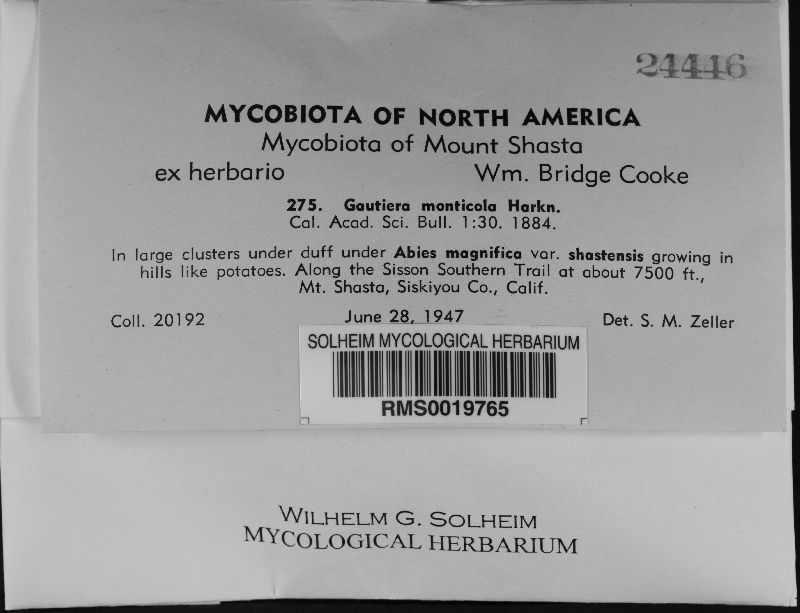 24446
MYCOBIOTA OF NORTH AMERICA
Mycobiota of Mount Shasta
ex herbario Wm. Bridge Cooke
275. Gautiera monticola Harkn.
Cal. Acad. Sci. Bull. 1:30. 1884.
In large clusters under duff under Abies magnifica var. shastensis growing in
hills like potatoes. Along the Sisson Southern Trail at about 7500 ft.,
Mt. Shasta, Siskiyou Co., Calif.
Coll. 20192 June 28, 1947 Det. S. M. Zeller
SOLHEIM MYCOLOGICAL HERBARIUM
RMS0019765
WILHELM G. SOLHEIM
MYCOLOGICAL HERBARIUM